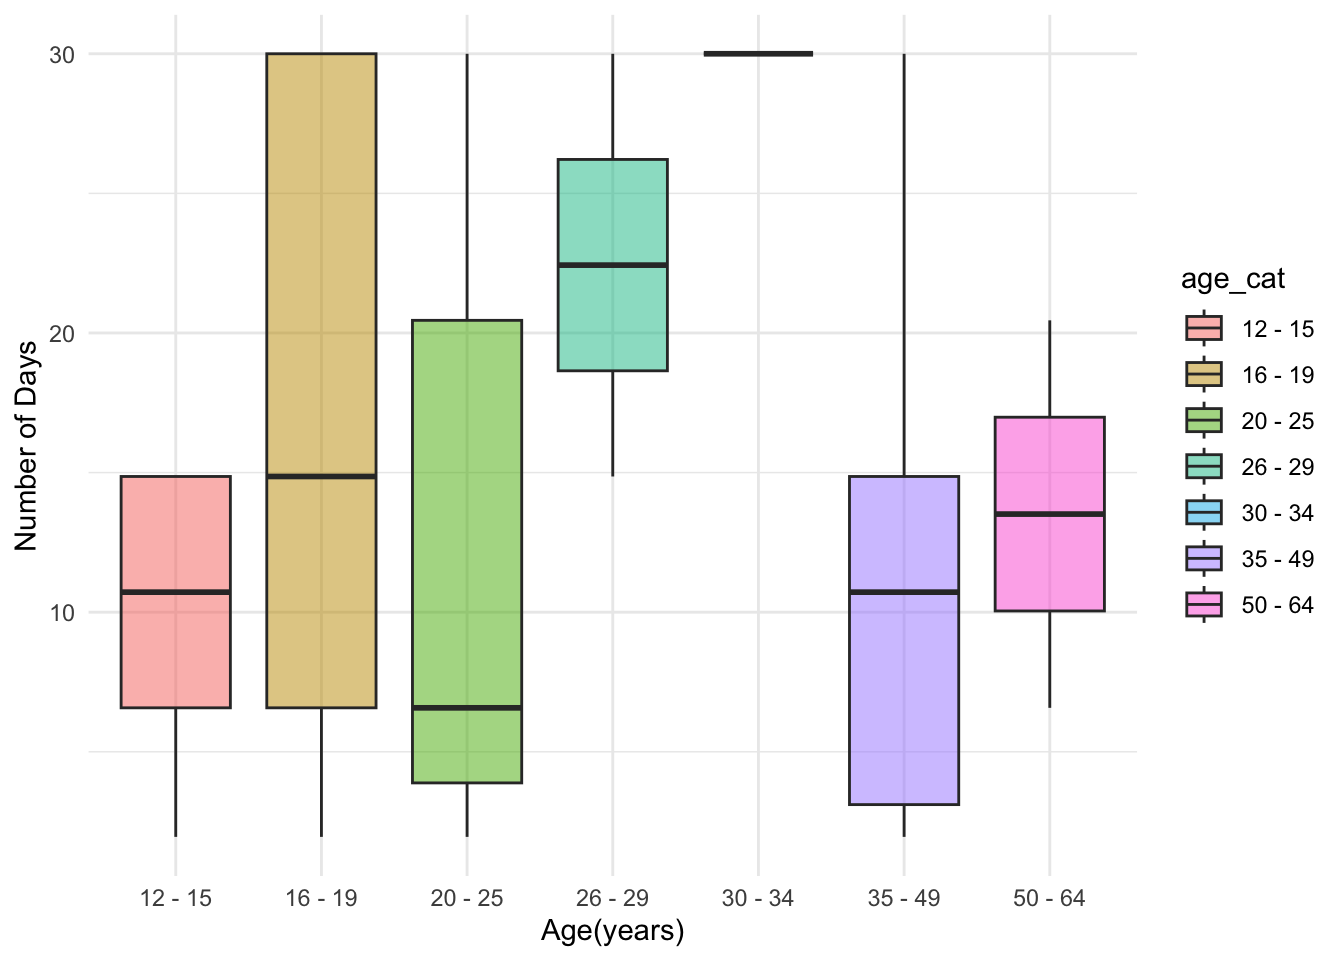 30
20
10
Number of Days
12 - 15
16 - 19
20 - 25
26 - 29
30 - 34
35 - 49
50 - 64
Age(years)
age_cat
12 - 15
16 - 19
20 - 25
26 - 29
30 - 34
35 - 49
50 - 64